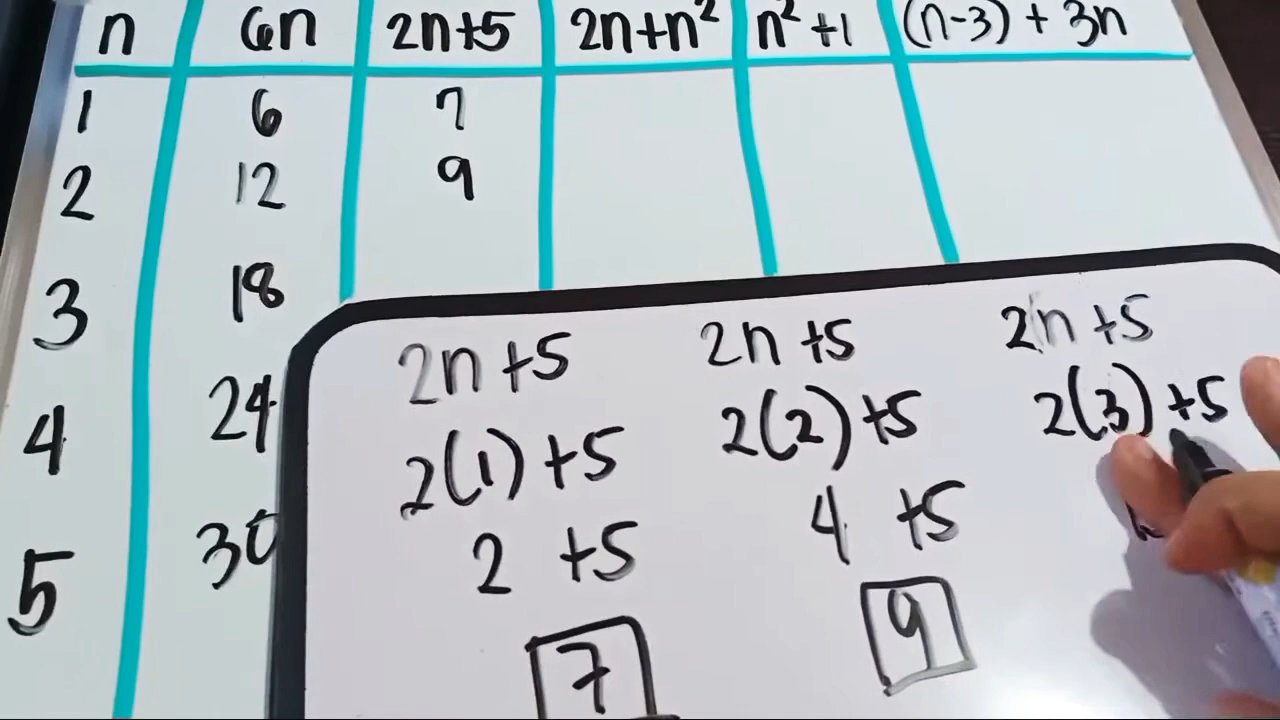 n 6n 2n+5 2n+n² n²+1 (n-3) + 3n
1 6 7
2 12 9
3 18
4 24
5 30
2n+5 2n+5 2n+5
2(1)+5 2(2)+5 2(3)+5
2 +5 4 +5
7 9